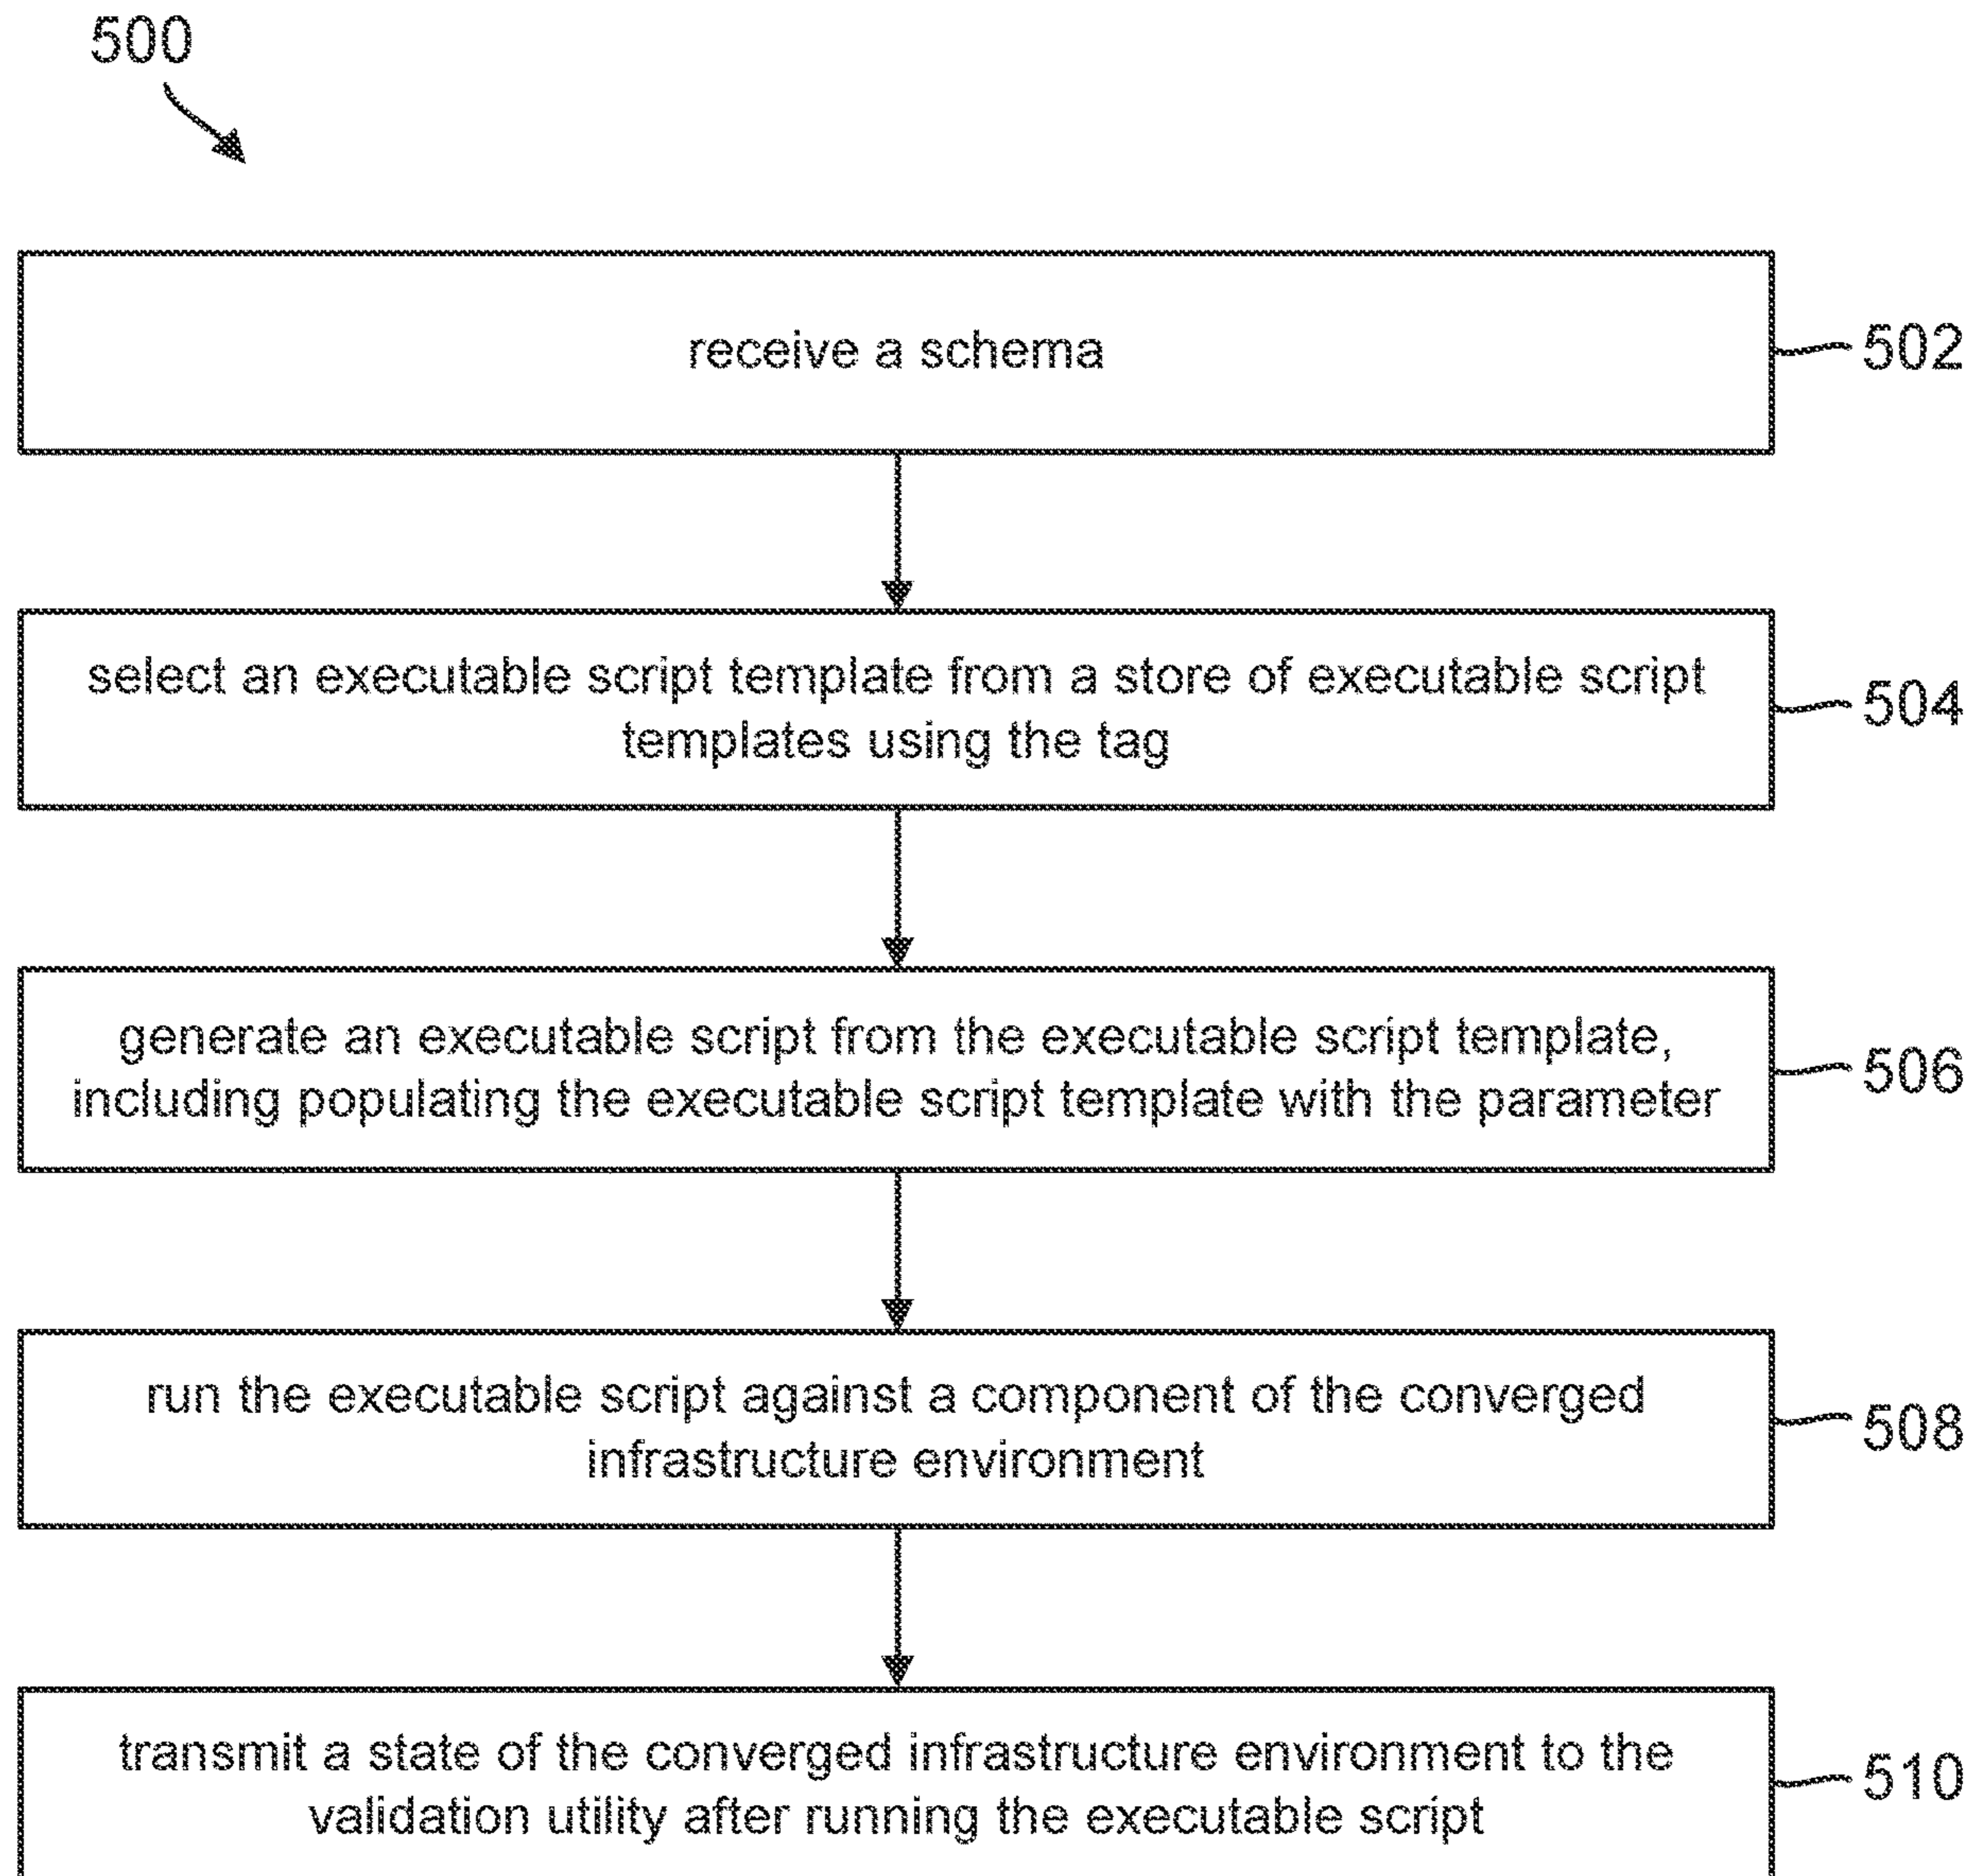 500
receive a schema
502
select an executable script template from a store of executable script
templates using the tag
504
generate an executable script from the executable script template,
including populating the executable script template with the parameter
506
run the executable script against a component of the converged
infrastructure environment
508
transmit a state of the converged infrastructure environment to the
validation utility after running the executable script
510